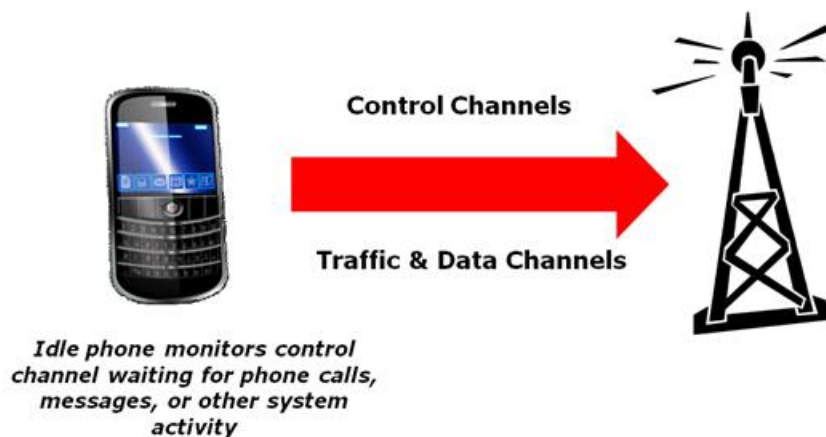 Control Channels
Traffic & Data Channels
Idle phone monitors control
channel waiting for phone calls,
messages, or other system
activity